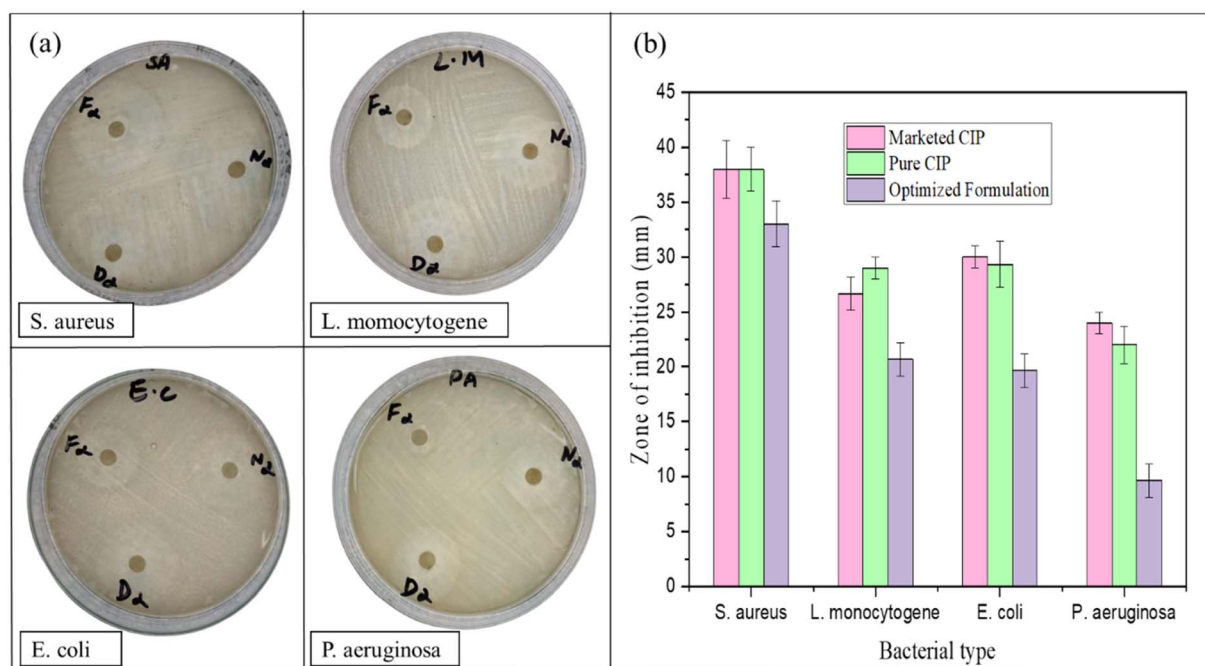 (a)
SA
F2
N2
D2
S. aureus
L.M
F2
N2
D2
L. momocytogene
E.C
F2
N2
D2
E. coli
PA
F2
N2
D2
P. aeruginosa
(b)
Marketed CIP
Pure CIP
Optimized Formulation
Zone of inhibition (mm)
45
40
35
30
25
20
15
10
5
0
S. aureus L. monocytogene E. coli P. aeruginosa
Bacterial type